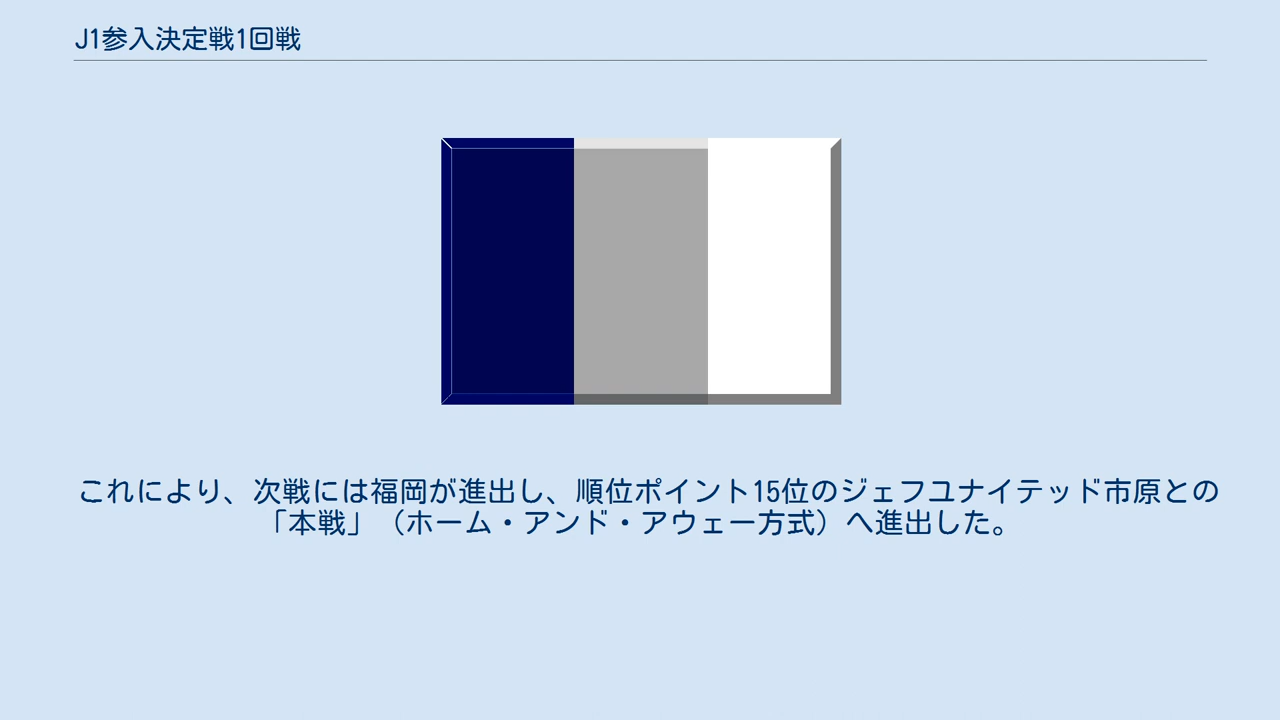 J1参入決定戦1回戦
これにより、次戦には福岡が進出し、順位ポイント15位のジェフユナイテッド市原との
「本戦」（ホーム・アンド・アウェー方式）へ進出した。